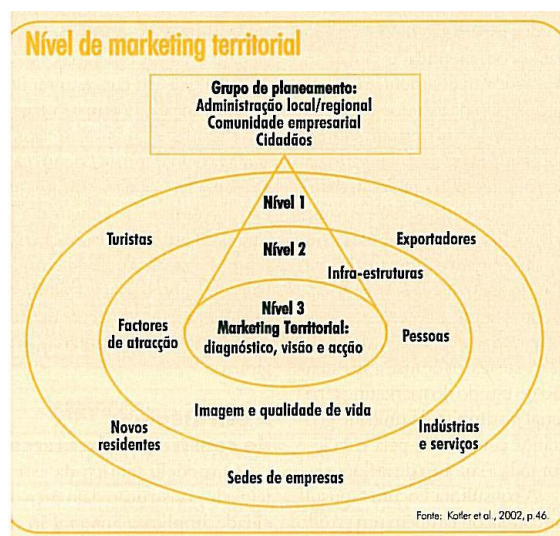 Nível de marketing territorial
Grupo de planeamento:
Administração local/regional
Comunidade empresarial
Cidadãos
Nível 1
Turistas
Exportadores
Nível 2
Infra-estruturas
Nível 3
Marketing Territorial:
diagnóstico, visão e acção
Factores
de atracção
Pessoas
Imagem e qualidade de vida
Novos
residentes
Indústrias
e serviços
Sedes de empresas
Fonte: Kotler et al., 2002, p.46.